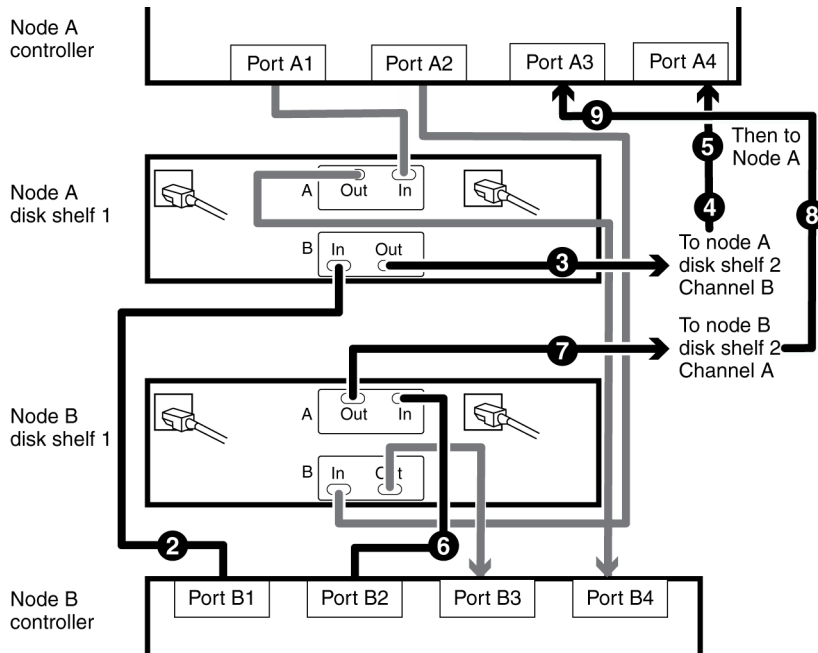 Node A
controller
Port A1
Port A2
Port A3
Port A4
9
5
Then to
Node A
Node A
disk shelf 1
A
Out
In
4
8
B
In
Out
3
To node A
disk shelf 2
Channel B
To node B
disk shelf 2
Channel A
7
Node B
disk shelf 1
A
Out
In
B
In
2
6
Node B
controller
Port B1
Port B2
Port B3
Port B4